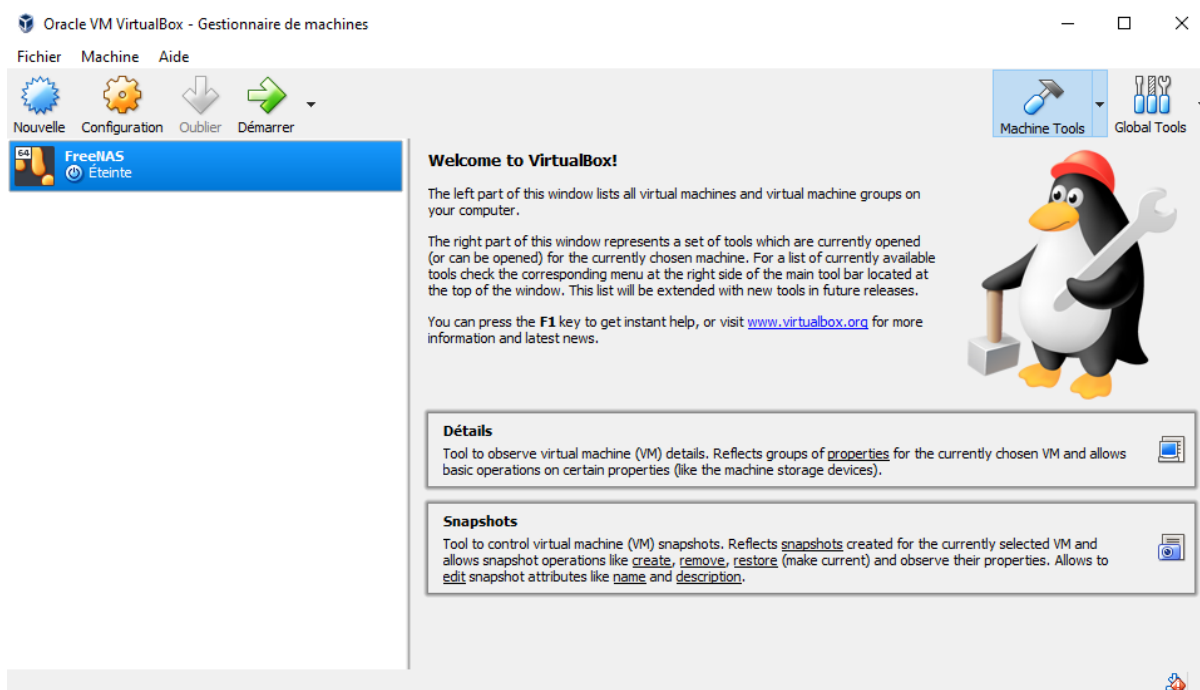 Oracle VM VirtualBox - Gestionnaire de machines
Fichier Machine Aide
Nouvelle Configuration Oublier Démarrer
Machine Tools Global Tools
64
FreeNAS
Éteinte
Welcome to VirtualBox!
The left part of this window lists all virtual machines and virtual machine groups on
your computer.
The right part of this window represents a set of tools which are currently opened
(or can be opened) for the currently chosen machine. For a list of currently available
tools check the corresponding menu at the right side of the main tool bar located at
the top of the window. This list will be extended with new tools in future releases.
You can press the F1 key to get instant help, or visit www.virtualbox.org for more
information and latest news.
Détails
Tool to observe virtual machine (VM) details. Reflects groups of properties for the currently chosen VM and allows
basic operations on certain properties (like the machine storage devices).
Snapshots
Tool to control virtual machine (VM) snapshots. Reflects snapshots created for the currently selected VM and
allows snapshot operations like create, remove, restore (make current) and observe their properties. Allows to
edit snapshot attributes like name and description.